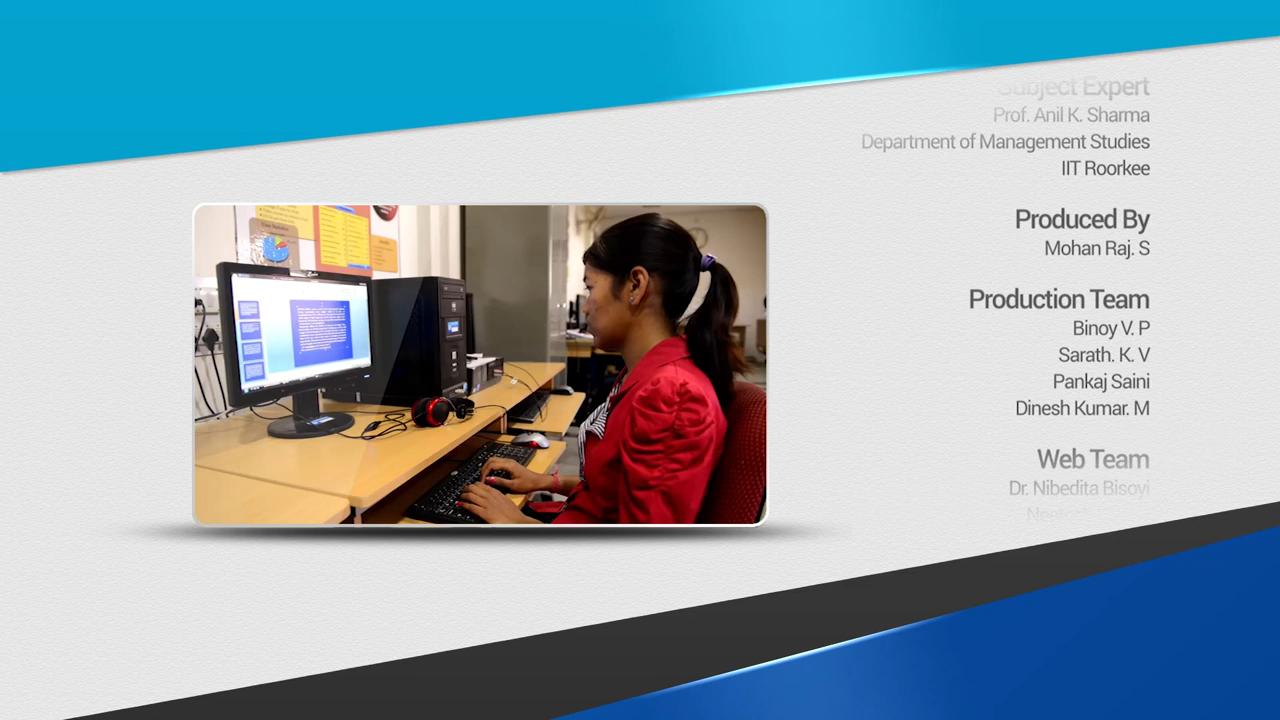 Subject Expert
Prof. Anil K. Sharma
Department of Management Studies
IIT Roorkee
Produced By
Mohan Raj. S
Production Team
Binoy V. P
Sarath. K. V
Pankaj Saini
Dinesh Kumar. M
Web Team
Dr. Nibedita Bisoyi